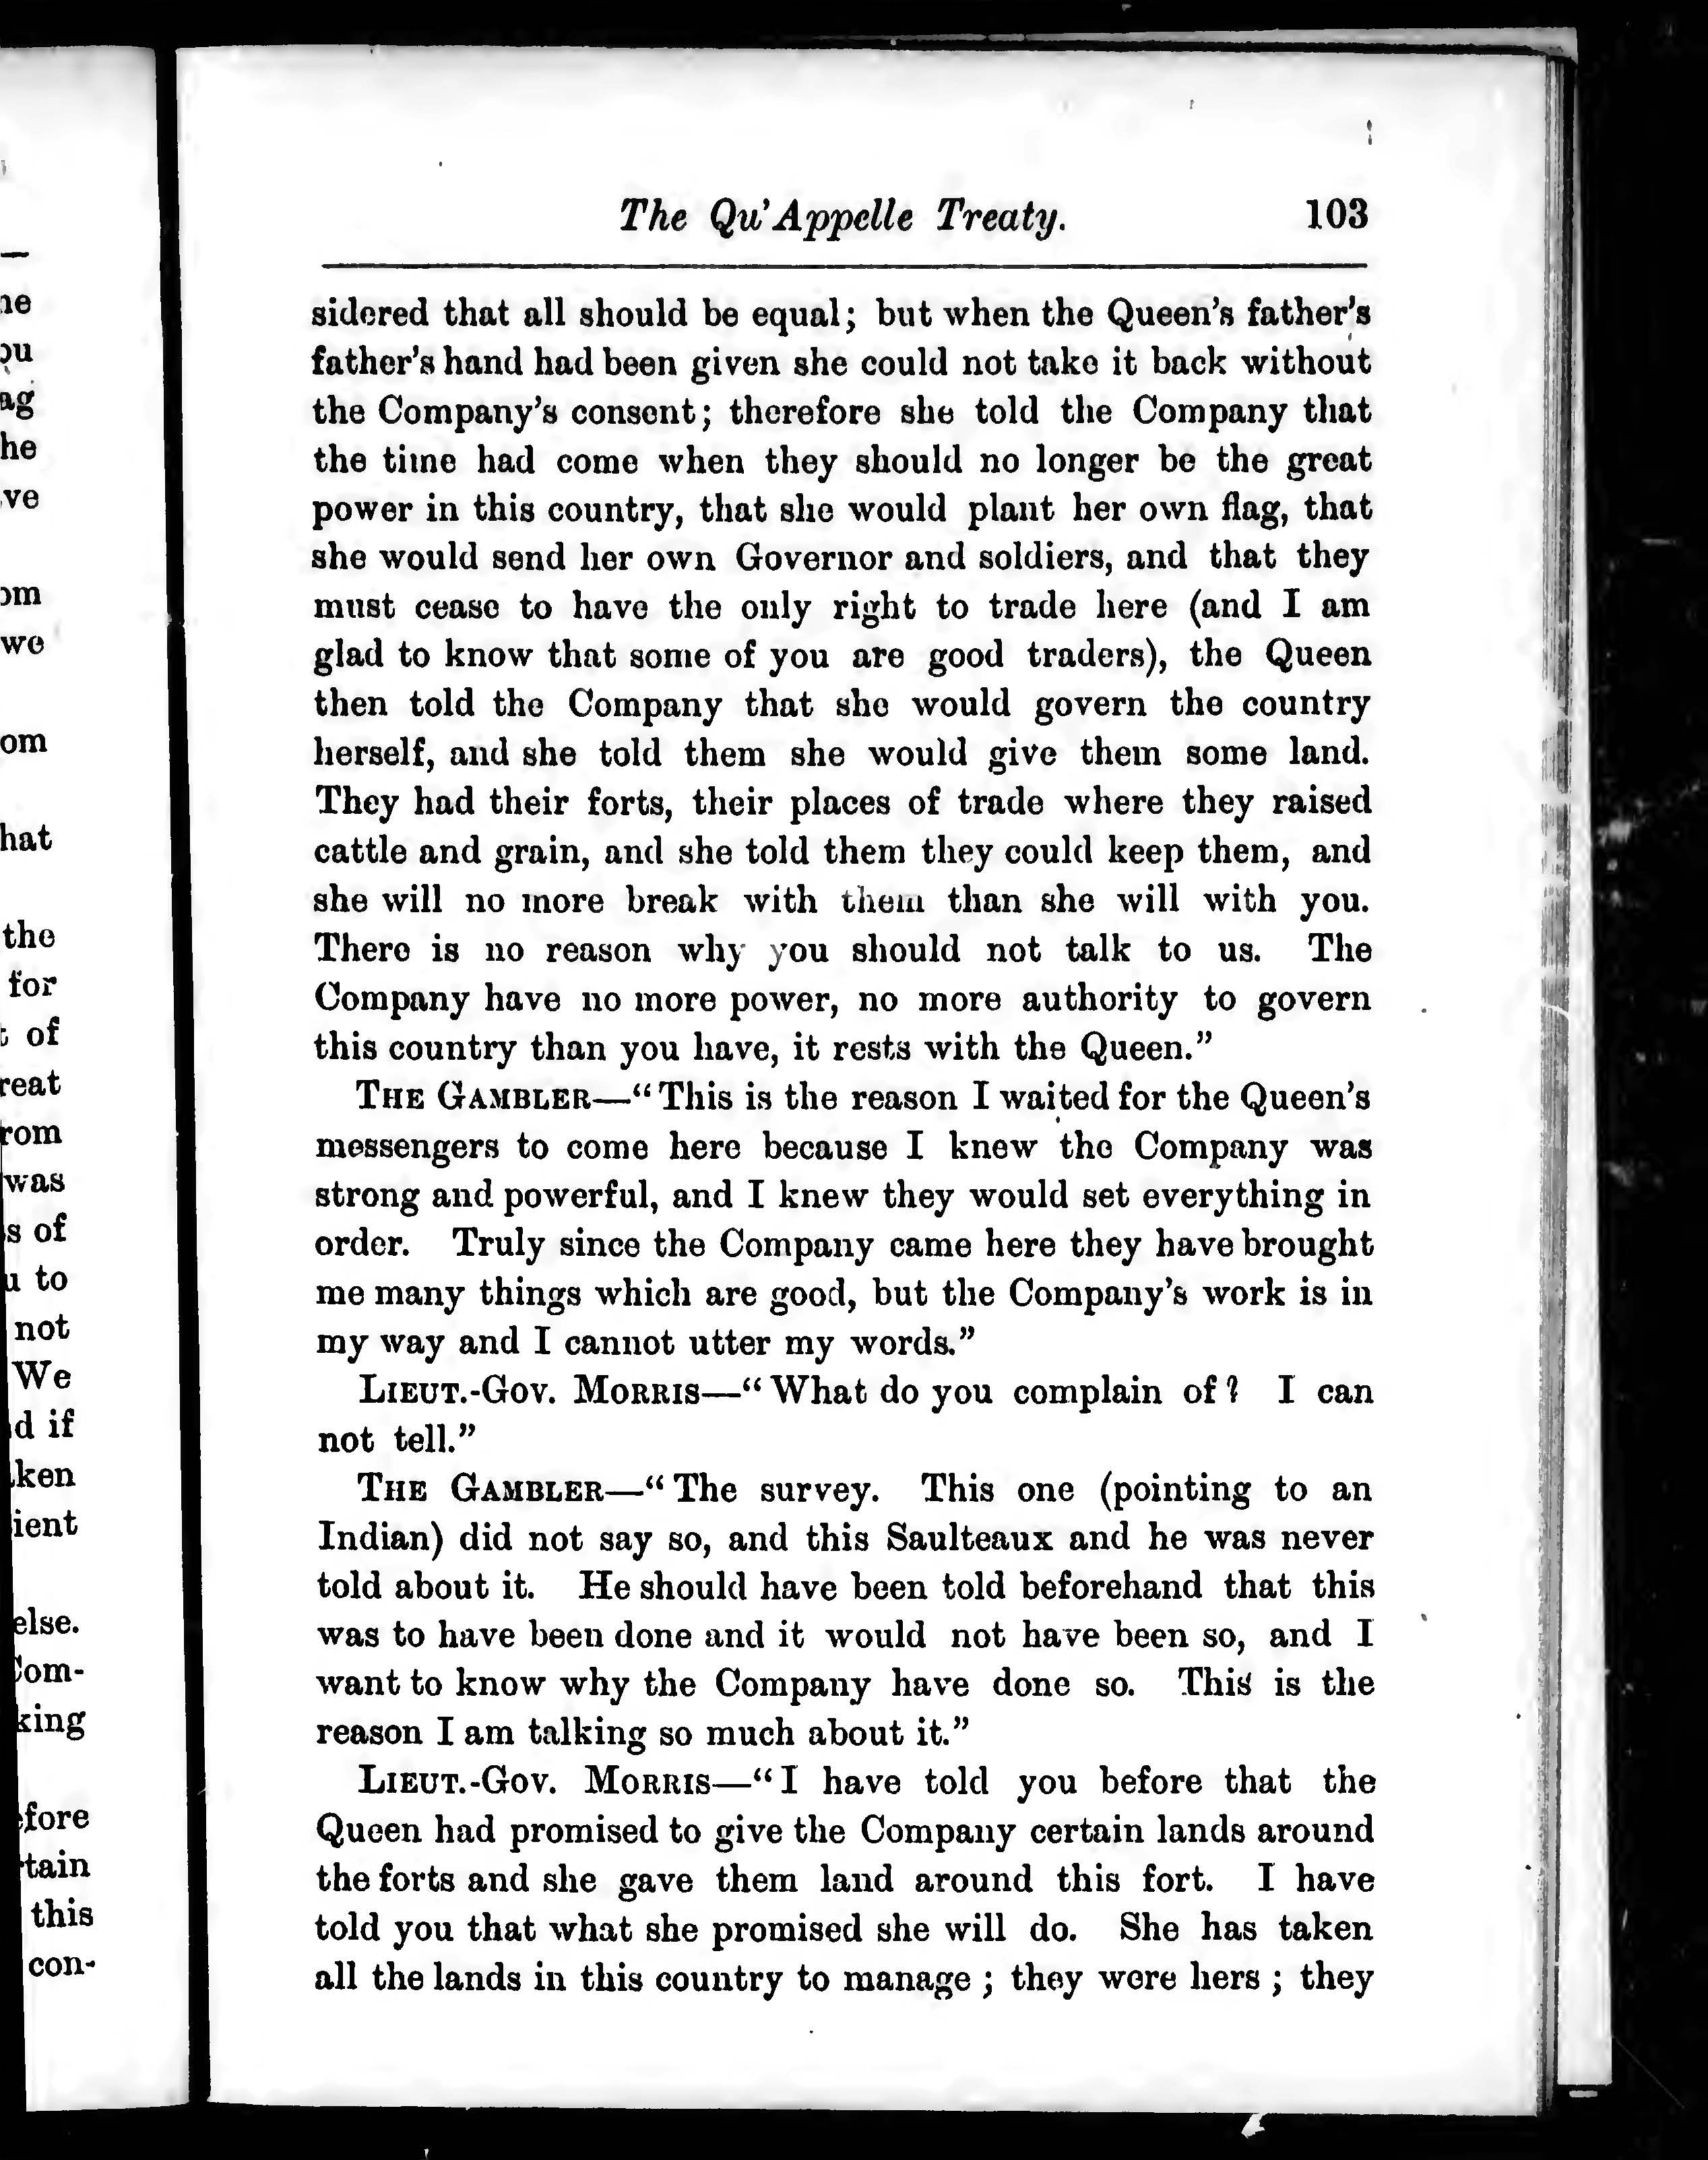 The Qu'Appelle Treaty. 103
sidered that all should be equal; but when the Queen's father's
father's hand had been given she could not take it back without
the Company's consent; therefore she told the Company that
the time had come when they should no longer be the great
power in this country, that she would plant her own flag, that
she would send her own Governor and soldiers, and that they
must cease to have the only right to trade here (and I am
glad to know that some of you are good traders), the Queen
then told the Company that she would govern the country
herself, and she told them she would give them some land.
They had their forts, their places of trade where they raised
cattle and grain, and she told them they could keep them, and
she will no more break with them than she will with you.
There is no reason why you should not talk to us. The
Company have no more power, no more authority to govern
this country than you have, it rests with the Queen."
THE GAMBLER—"This is the reason I waited for the Queen's
messengers to come here because I knew the Company was
strong and powerful, and I knew they would set everything in
order. Truly since the Company came here they have brought
me many things which are good, but the Company's work is in
my way and I cannot utter my words."
LIEUT.-GOV. MORRIS—"What do you complain of? I can
not tell."
THE GAMBLER—"The survey. This one (pointing to an
Indian) did not say so, and this Saulteaux and he was never
told about it. He should have been told beforehand that this
was to have been done and it would not have been so, and I
want to know why the Company have done so. This is the
reason I am talking so much about it."
LIEUT.-GOV. MORRIS—"I have told you before that the
Queen had promised to give the Company certain lands around
the forts and she gave them land around this fort. I have
told you that what she promised she will do. She has taken
all the lands in this country to manage; they were hers; they